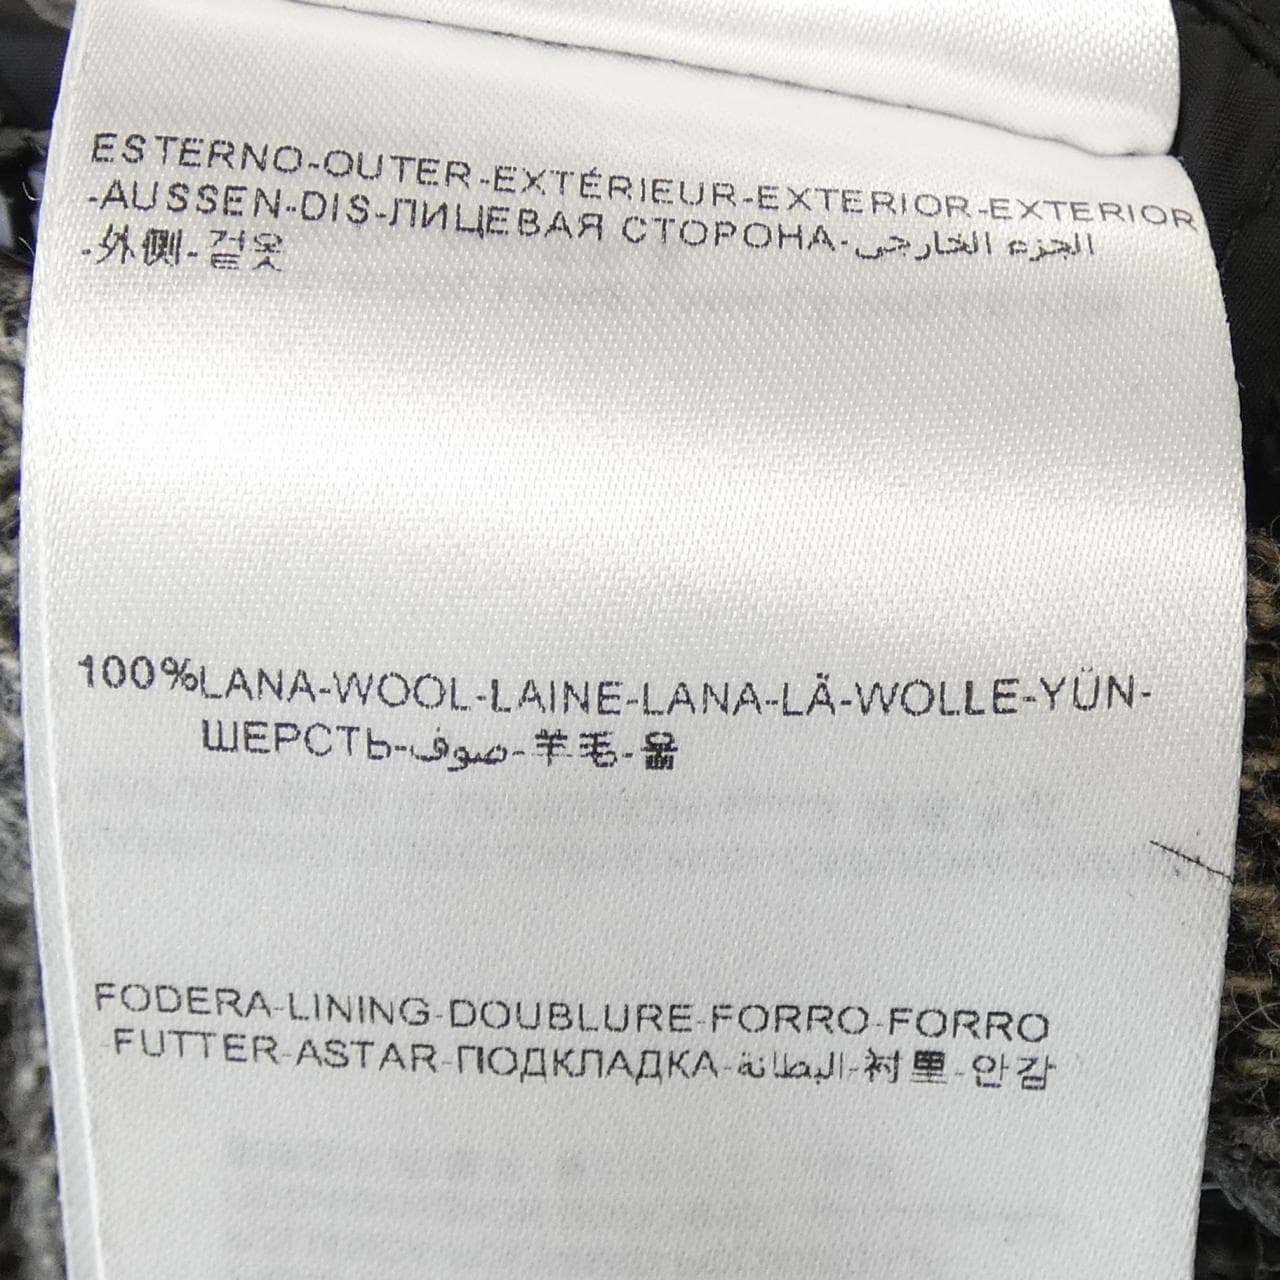 ESTERNO-OUTER-EXTÉRIEUR-EXTERIOR-EXTERIOR
-AUSSEN-DIS-ЛИЦЕВАЯ СТОРОНА-الجزء الخارجي
-外側-겉옷
100%LANA-WOOL-LAINE-LANA-LÃ-WOLLE-YÜN-
ШЕРСТЬ-صوف-羊毛-울
FODERA-LINING-DOUBLURE-FORRO-FORRO
-FUTTER-ASTAR-ПОДКЛАДКА-البطانة-衬里-안감